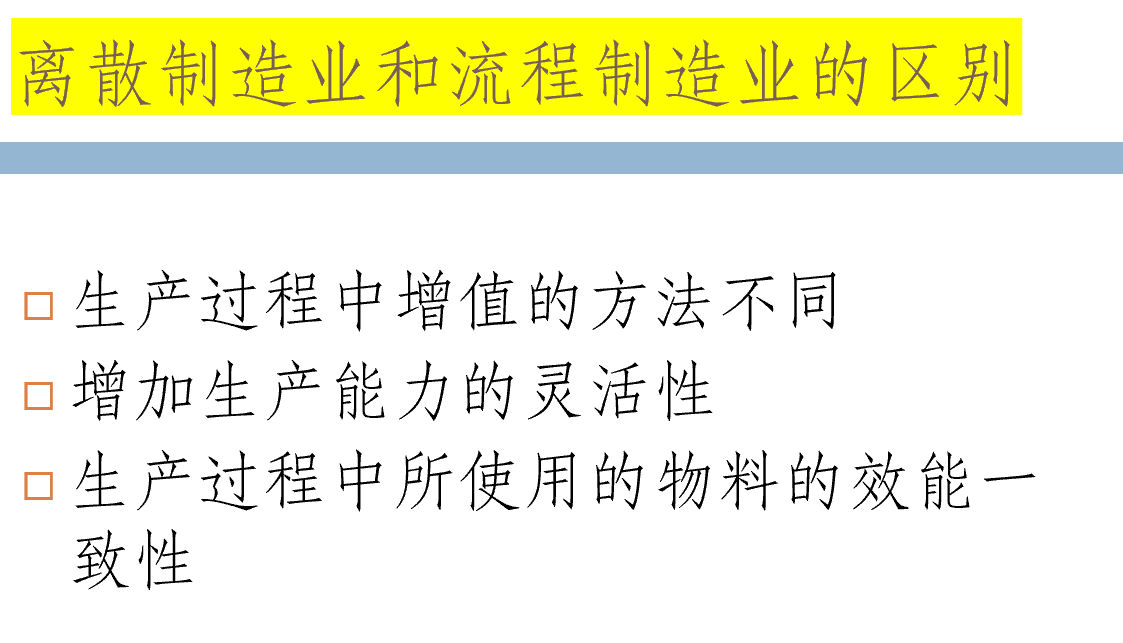 离散制造业和流程制造业的区别
生产过程中增值的方法不同
增加生产能力的灵活性
生产过程中所使用的物料的效能一
致性